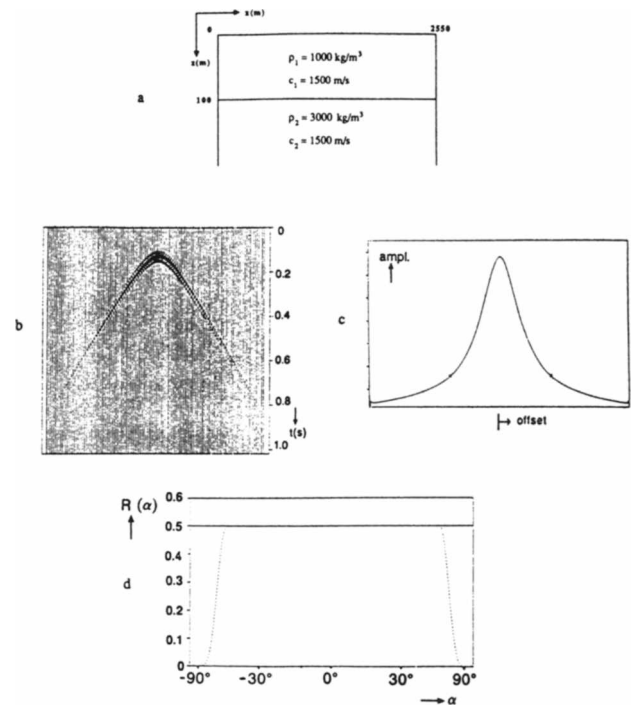 x(m)
0
2550
z(m)
ρ₁ = 1000 kg/m³
c₁ = 1500 m/s
a
100
ρ₂ = 3000 kg/m³
c₂ = 1500 m/s
0
0.2
b
0.4
0.6
0.8
t(s)
1.0
ampl.
c
offset
R (α)
0.6
0.5
0.4
d
0.3
0.2
0.1
0
-90° -30° 0° 30° 90°
α